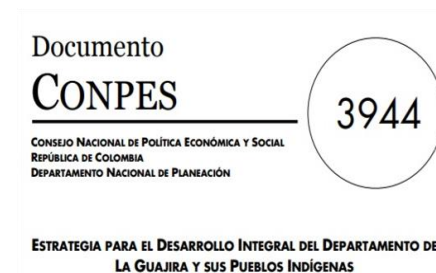 Documento
CONPES
3944
CONSEJO NACIONAL DE POLÍTICA ECONÓMICA Y SOCIAL
REPÚBLICA DE COLOMBIA
DEPARTAMENTO NACIONAL DE PLANEACIÓN
ESTRATEGIA PARA EL DESARROLLO INTEGRAL DEL DEPARTAMENTO DE
LA GUAJIRA Y SUS PUEBLOS INDÍGENAS